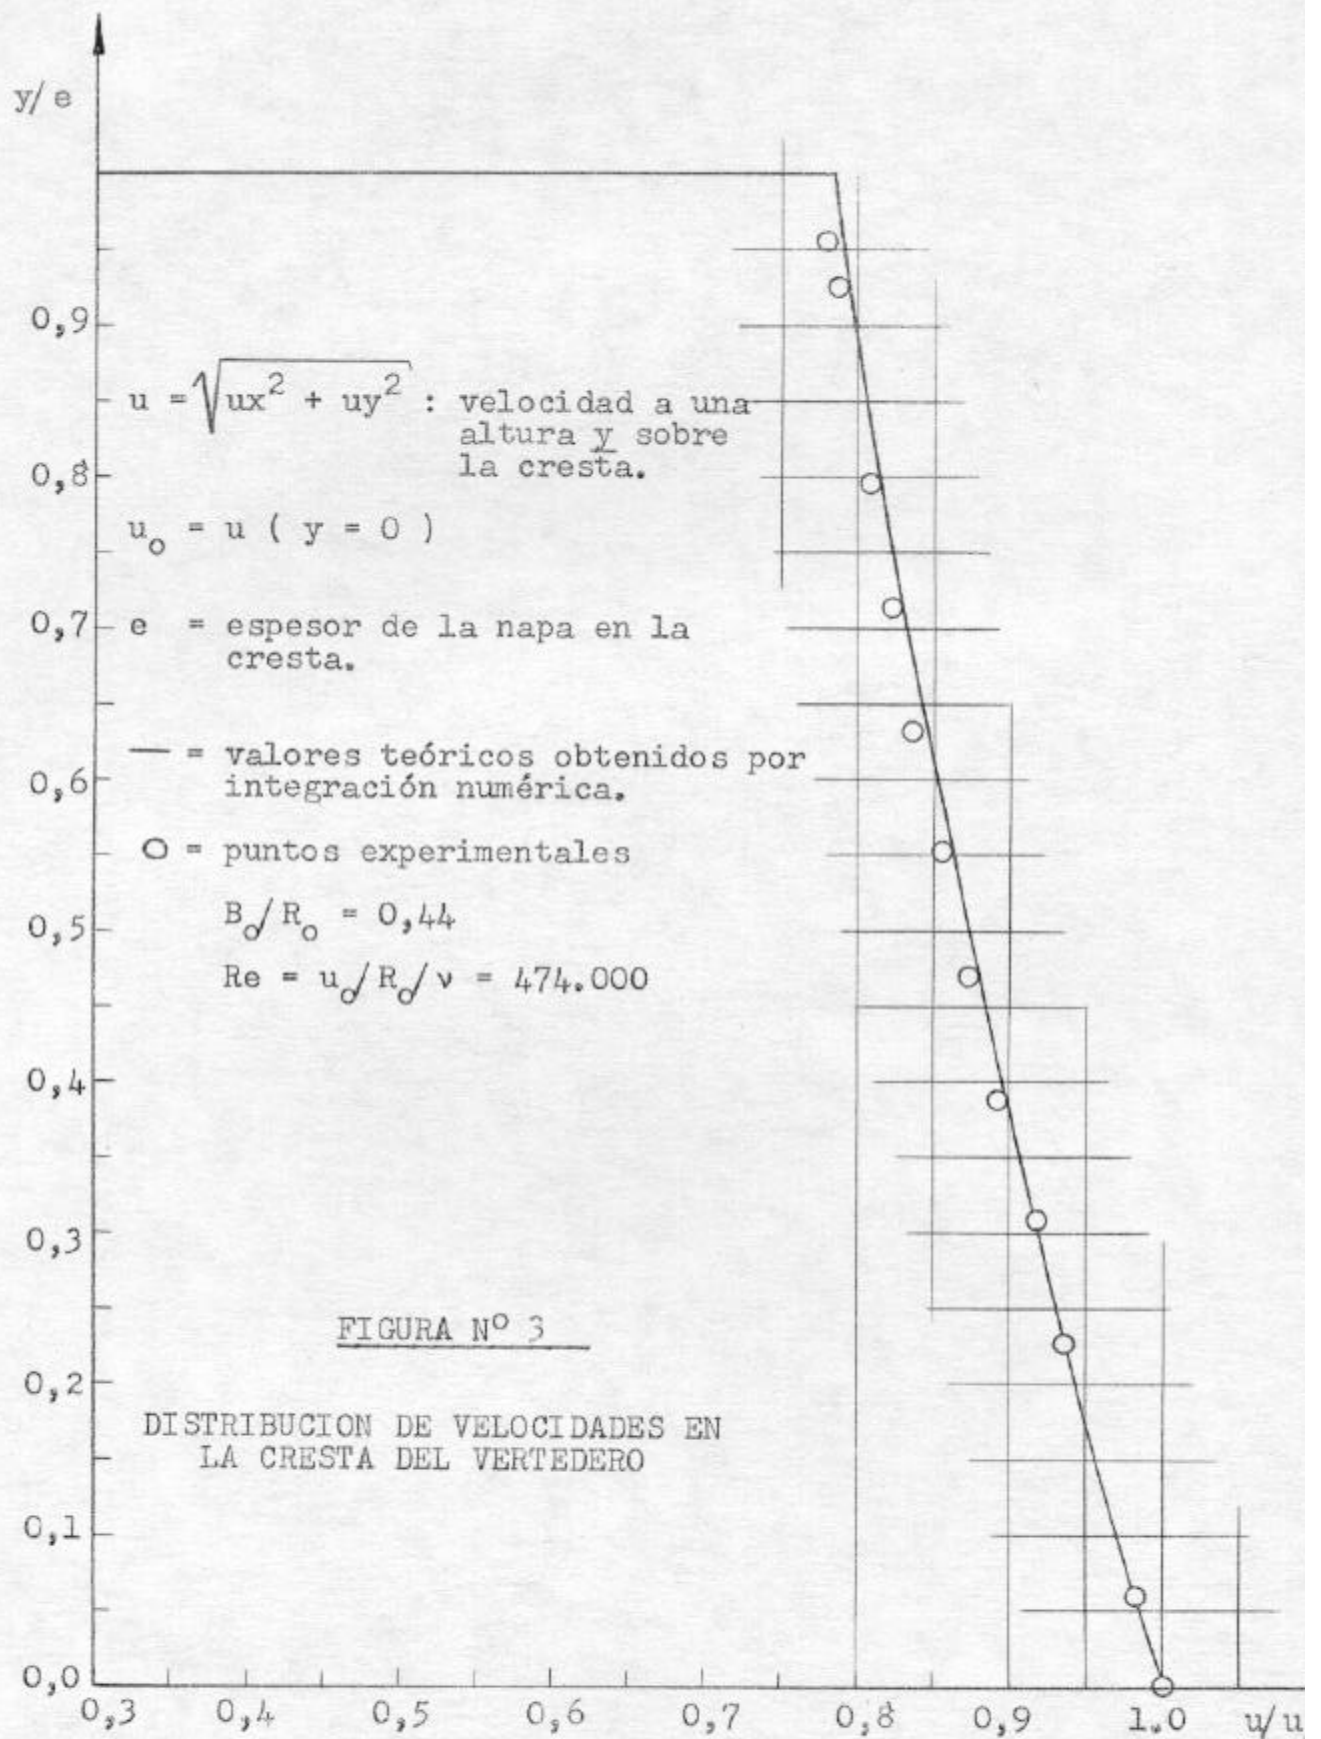 y/e
0,9
u = √ux² + uy² : velocidad a una
altura y sobre
0,8
la cresta.
u₀ = u ( y = 0 )
0,7
e = espesor de la napa en la
cresta.
— = valores teóricos obtenidos por
0,6
integración numérica.
O = puntos experimentales
B₀/R₀ = 0,44
0,5
Re = u₀/R₀/ν = 474.000
0,4
0,3
FIGURA Nº 3
0,2
DISTRIBUCION DE VELOCIDADES EN
LA CRESTA DEL VERTEDERO
0,1
0,0
0,3 0,4 0,5 0,6 0,7 0,8 0,9 1.0 u/u